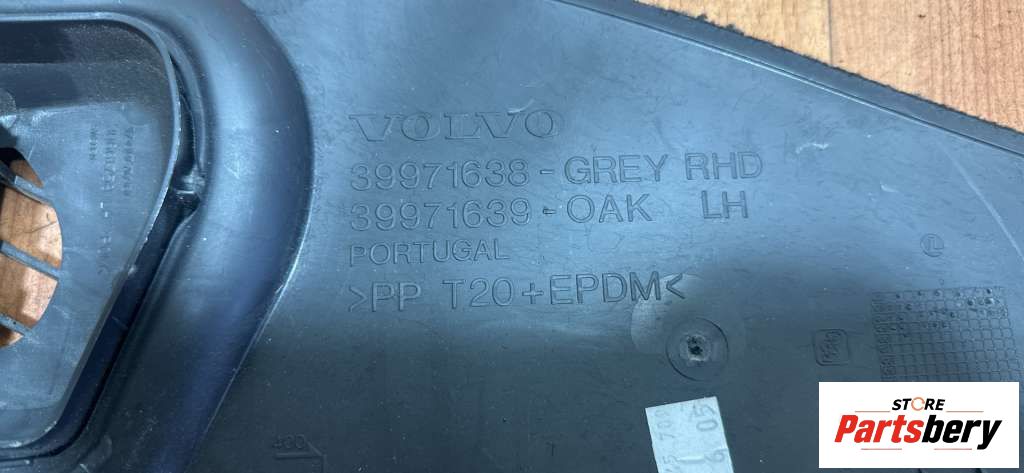 VOLVO
39971638 - GREY RHD
39971639 - OAK LH
PORTUGAL
>PP T20+EPDM<
STORE
Partsbery